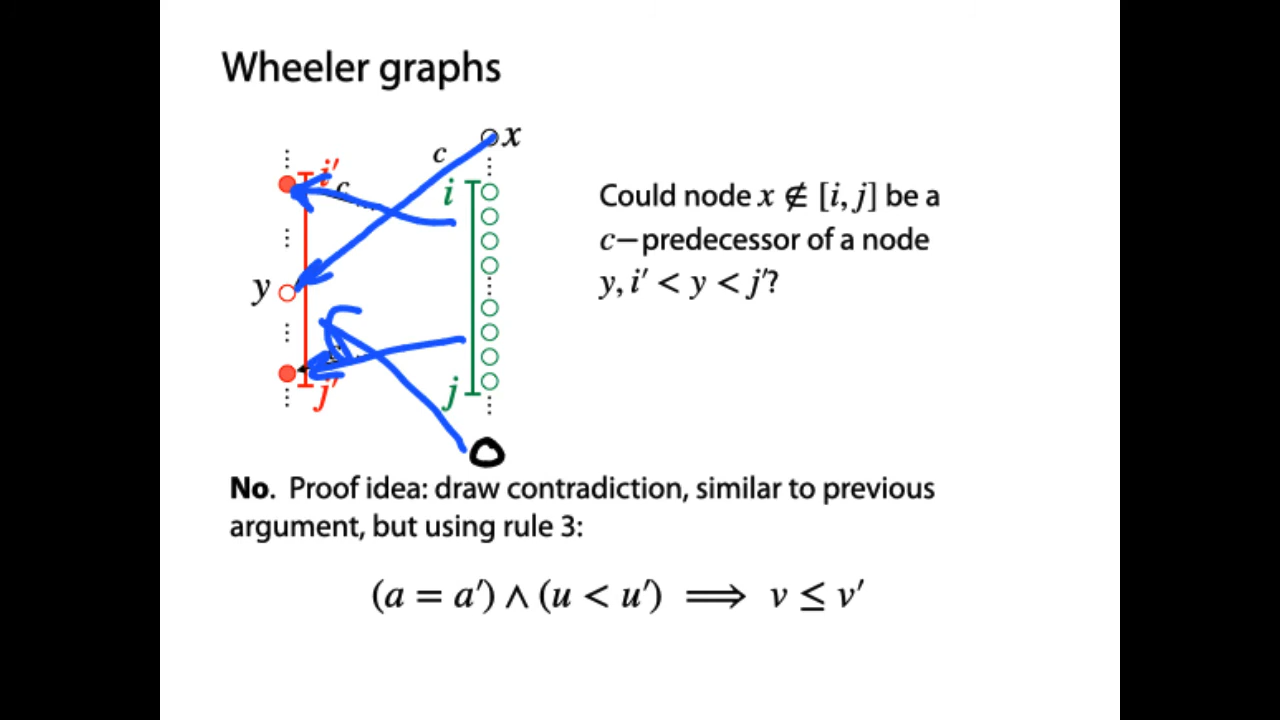 Wheeler graphs
x
c
i′
c
i
y
c
j′
j
Could node x ∉ [i, j] be a
c–predecessor of a node
y, i′ < y < j′?
No. Proof idea: draw contradiction, similar to previous
argument, but using rule 3:
(a = a′) ∧ (u < u′) ⟹ v ≤ v′